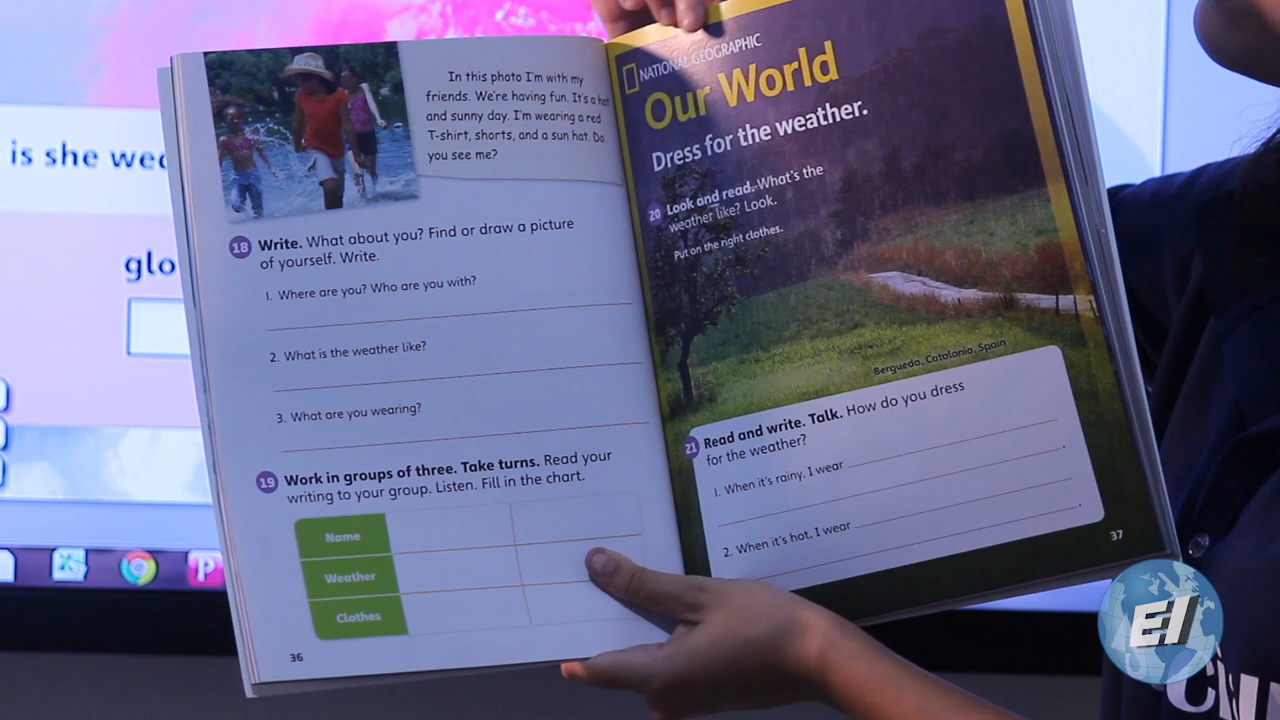 is she wea
glo
In this photo I'm with my
friends. We're having fun. It's a hot
and sunny day. I'm wearing a red
T-shirt, shorts, and a sun hat. Do
you see me?
18 Write. What about you? Find or draw a picture
of yourself. Write.
1. Where are you? Who are you with?
2. What is the weather like?
3. What are you wearing?
19 Work in groups of three. Take turns. Read your
writing to your group. Listen. Fill in the chart.
Name
Weather
Clothes
36
NATIONAL GEOGRAPHIC
Our World
Dress for the weather.
20 Look and read. What's the
weather like? Look.
Put on the right clothes.
Berguedo, Catalonia, Spain
21 Read and write. Talk. How do you dress
for the weather?
1. When it's rainy, I wear
.
2. When it's hot, I wear
.
37
EI